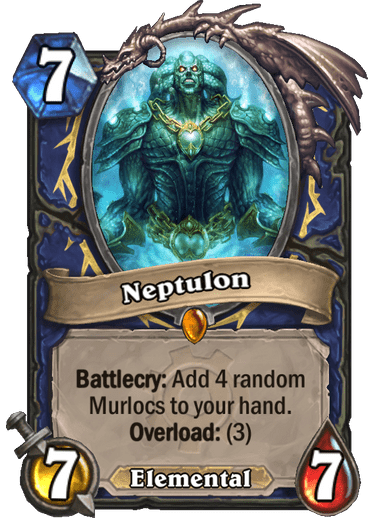 7
Neptulon
Battlecry: Add 4 random
Murlocs to your hand.
Overload: (3)
7
Elemental
7